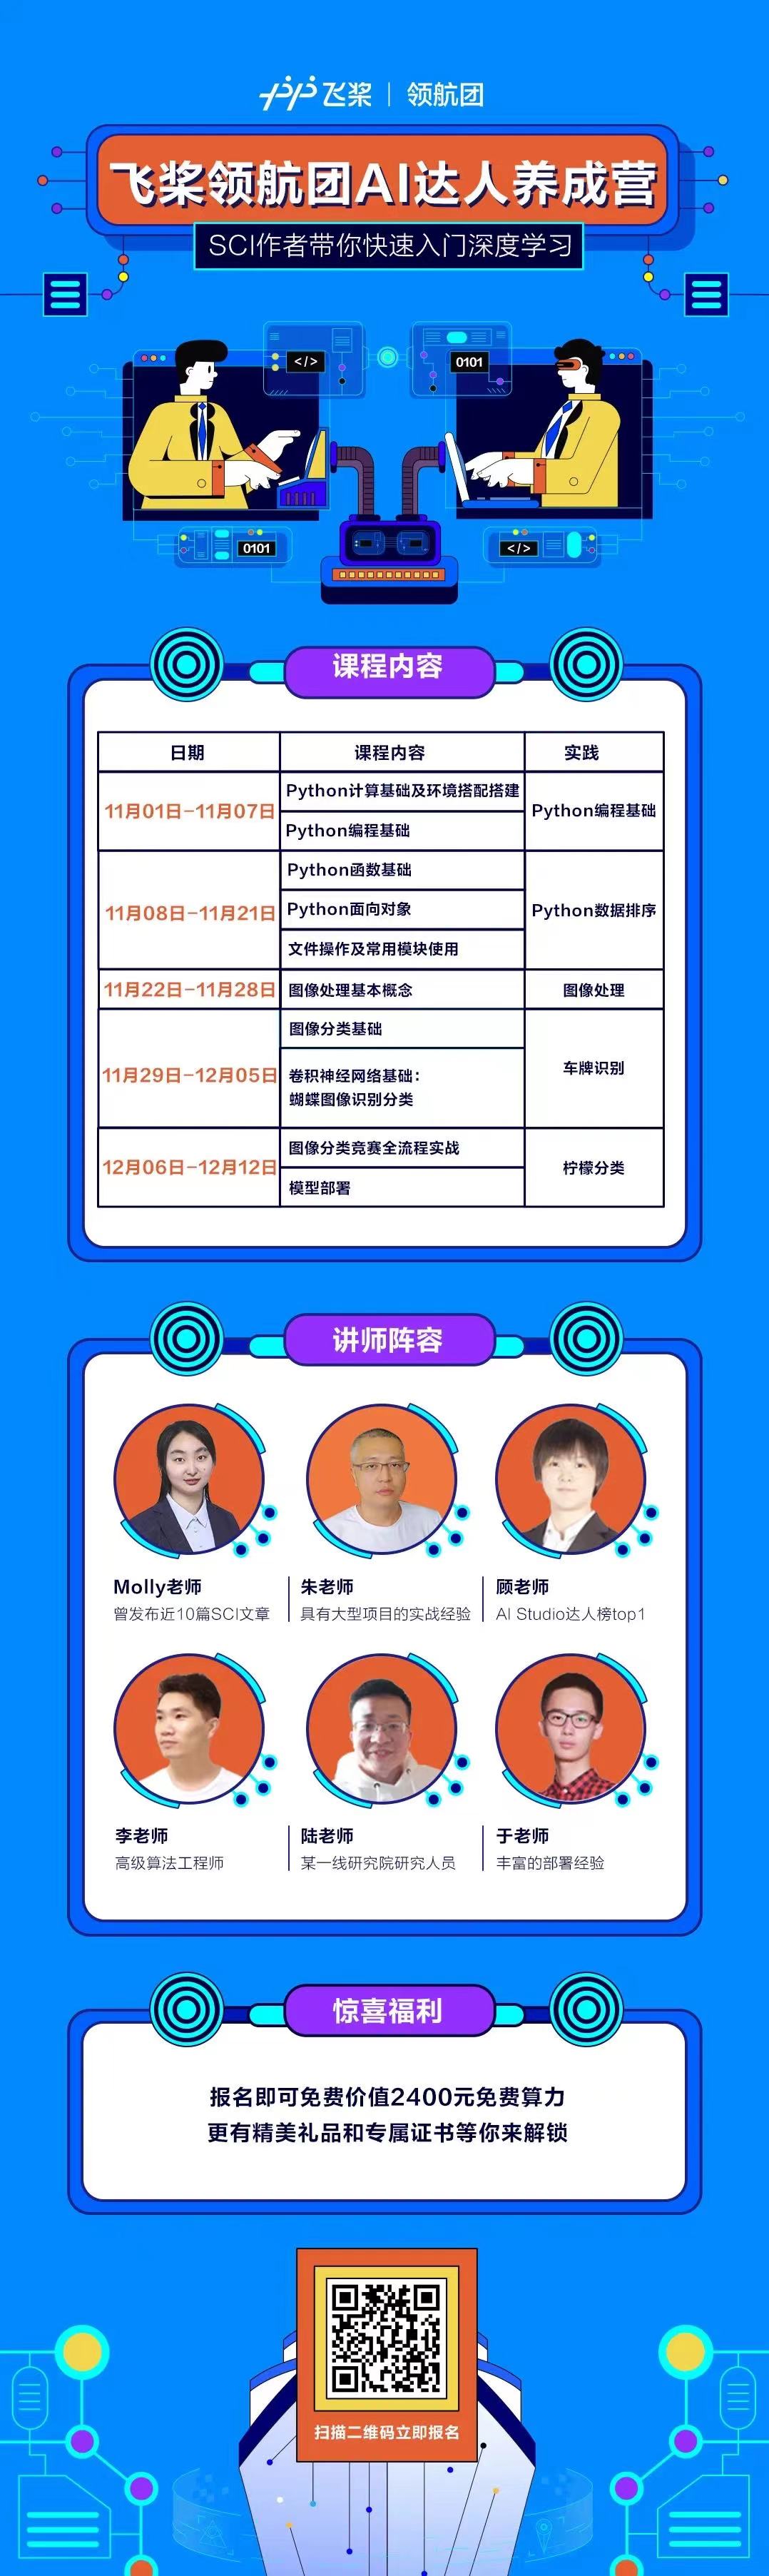 飞桨 | 领航团
飞桨领航团AI达人养成营
SCI作者带你快速入门深度学习
</>
0101
0101
</>
课程内容
日期 课程内容 实践
11月01日-11月07日
Python计算基础及环境搭配搭建
Python编程基础
Python编程基础
11月08日-11月21日
Python函数基础
Python面向对象
文件操作及常用模块使用
Python数据排序
11月22日-11月28日 图像处理基本概念 图像处理
11月29日-12月05日
图像分类基础
卷积神经网络基础：
蝴蝶图像识别分类
车牌识别
12月06日-12月12日
图像分类竞赛全流程实战
模型部署
柠檬分类
讲师阵容
Molly老师
曾发布近10篇SCI文章
朱老师
具有大型项目的实战经验
顾老师
AI Studio达人榜top1
李老师
高级算法工程师
陆老师
某一线研究院研究人员
于老师
丰富的部署经验
惊喜福利
报名即可免费价值2400元免费算力
更有精美礼品和专属证书等你来解锁
扫描二维码立即报名